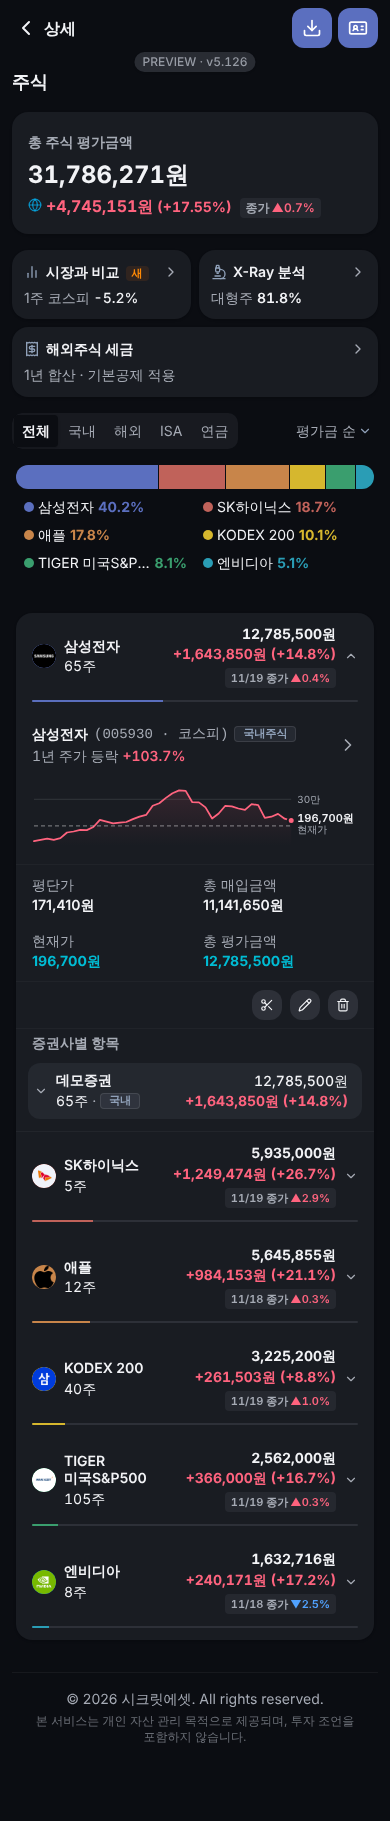 상세
PREVIEW · v5.126
주식
총 주식 평가금액
31,786,271원
+4,745,151원 (+17.55%) 종가 ▲0.7%
시장과 비교 새
1주 코스피 -5.2%
X-Ray 분석
대형주 81.8%
해외주식 세금
1년 합산 · 기본공제 적용
전체 국내 해외 ISA 연금 평가금 순
삼성전자 40.2% SK하이닉스 18.7%
애플 17.8% KODEX 200 10.1%
TIGER 미국S&P... 8.1% 엔비디아 5.1%
삼성전자
65주
12,785,500원
+1,643,850원 (+14.8%)
11/19 종가 ▲0.4%
삼성전자 (005930 · 코스피) 국내주식
1년 주가 등락 +103.7%
30만
196,700원
현재가
평단가
171,410원
총 매입금액
11,141,650원
현재가
196,700원
총 평가금액
12,785,500원
증권사별 항목
데모증권
65주 · 국내
12,785,500원
+1,643,850원 (+14.8%)
SK하이닉스
5주
5,935,000원
+1,249,474원 (+26.7%)
11/19 종가 ▲2.9%
애플
12주
5,645,855원
+984,153원 (+21.1%)
11/18 종가 ▲0.3%
삼
KODEX 200
40주
3,225,200원
+261,503원 (+8.8%)
11/19 종가 ▲1.0%
TIGER
미국S&P500
105주
2,562,000원
+366,000원 (+16.7%)
11/19 종가 ▲0.3%
엔비디아
8주
1,632,716원
+240,171원 (+17.2%)
11/18 종가 ▼2.5%
© 2026 시크릿에셋. All rights reserved.
본 서비스는 개인 자산 관리 목적으로 제공되며, 투자 조언을
포함하지 않습니다.